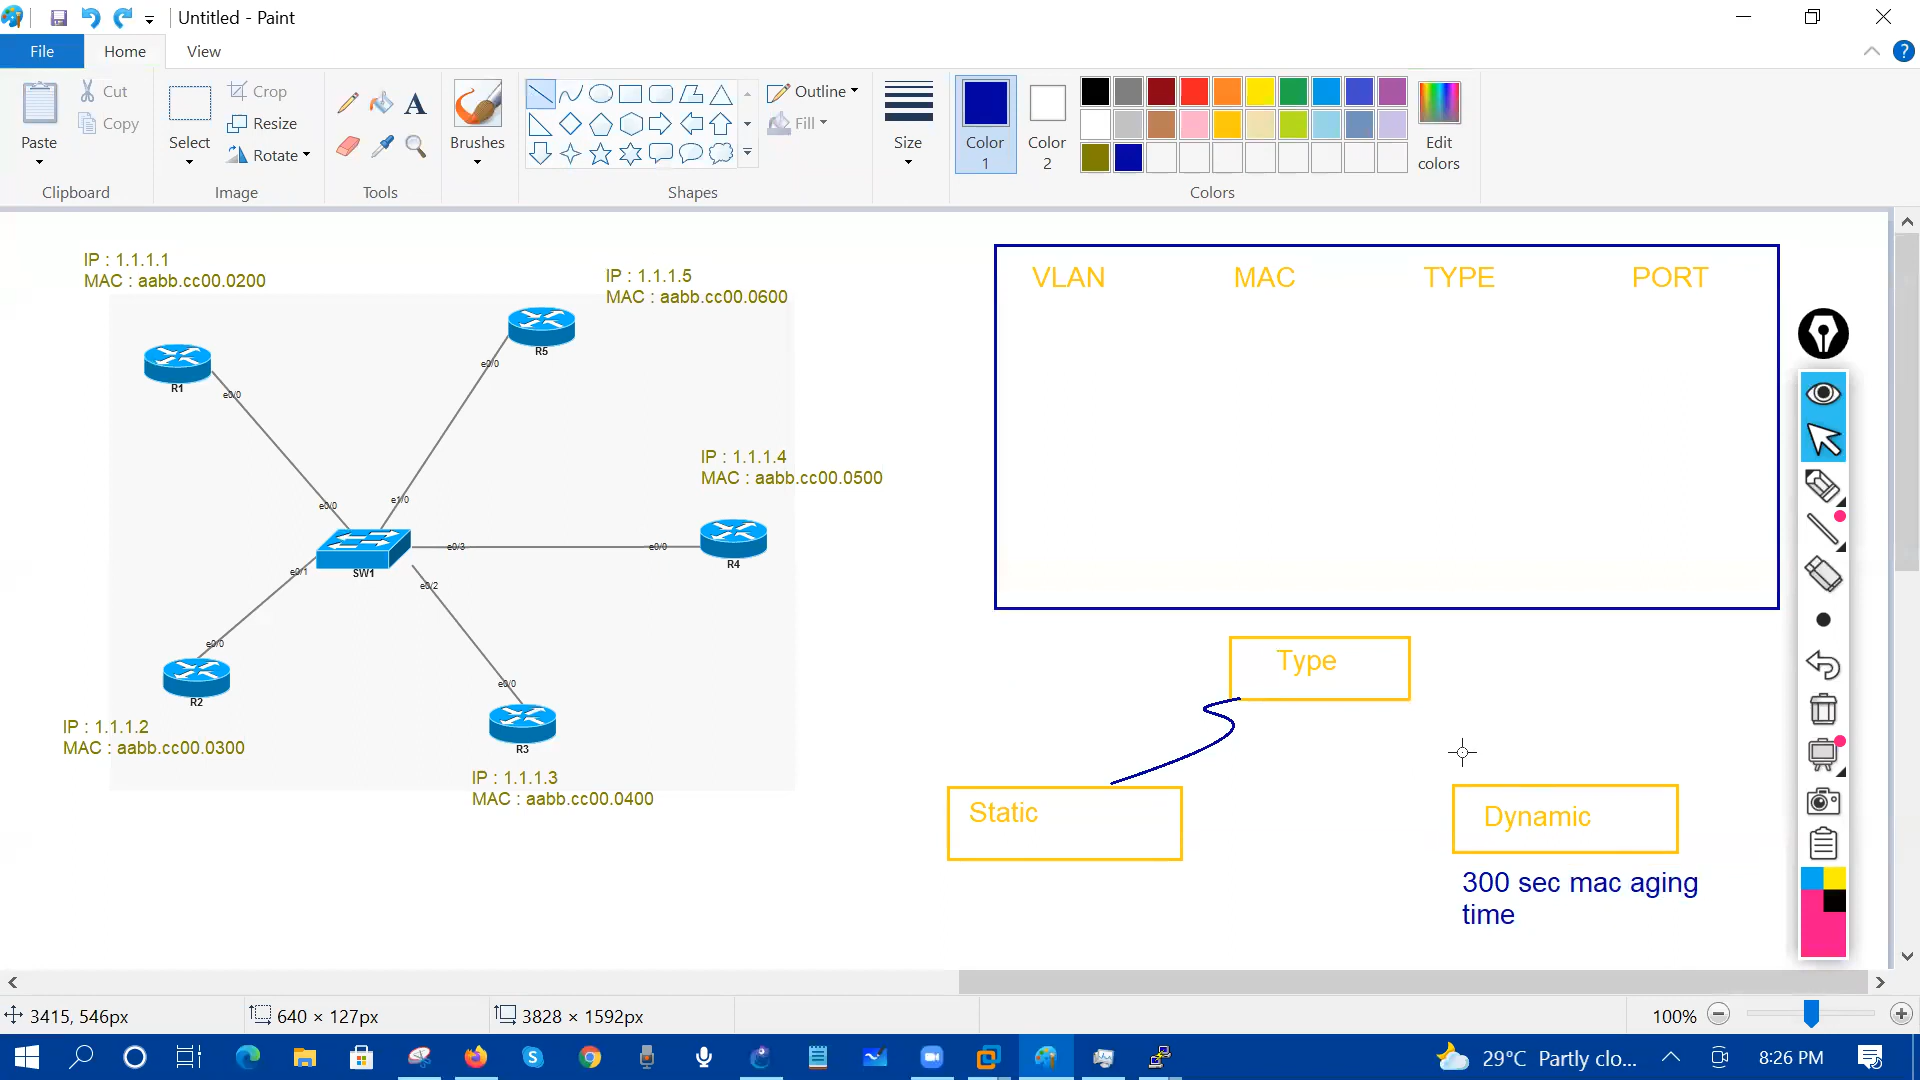 Untitled - Paint
File
Home
View
Paste
Cut
Copy
Clipboard
Select
Crop
Resize
Rotate
Image
A
Tools
Brushes
Shapes
Outline
Fill
Size
Color
1
Color
2
Edit
colors
Colors
IP : 1.1.1.1
MAC : aabb.cc00.0200
IP : 1.1.1.5
MAC : aabb.cc00.0600
R1
e0/0
R5
e0/0
IP : 1.1.1.4
MAC : aabb.cc00.0500
e0/0
e1/0
e0/3
e0/0
R4
SW1
e0/1
e0/2
e0/0
R2
e0/0
R3
IP : 1.1.1.2
MAC : aabb.cc00.0300
IP : 1.1.1.3
MAC : aabb.cc00.0400
VLAN MAC TYPE PORT
Type
Static
Dynamic
300 sec mac aging
time
3415, 546px
640 × 127px
3828 × 1592px
100%
29°C Partly clo...
8:26 PM